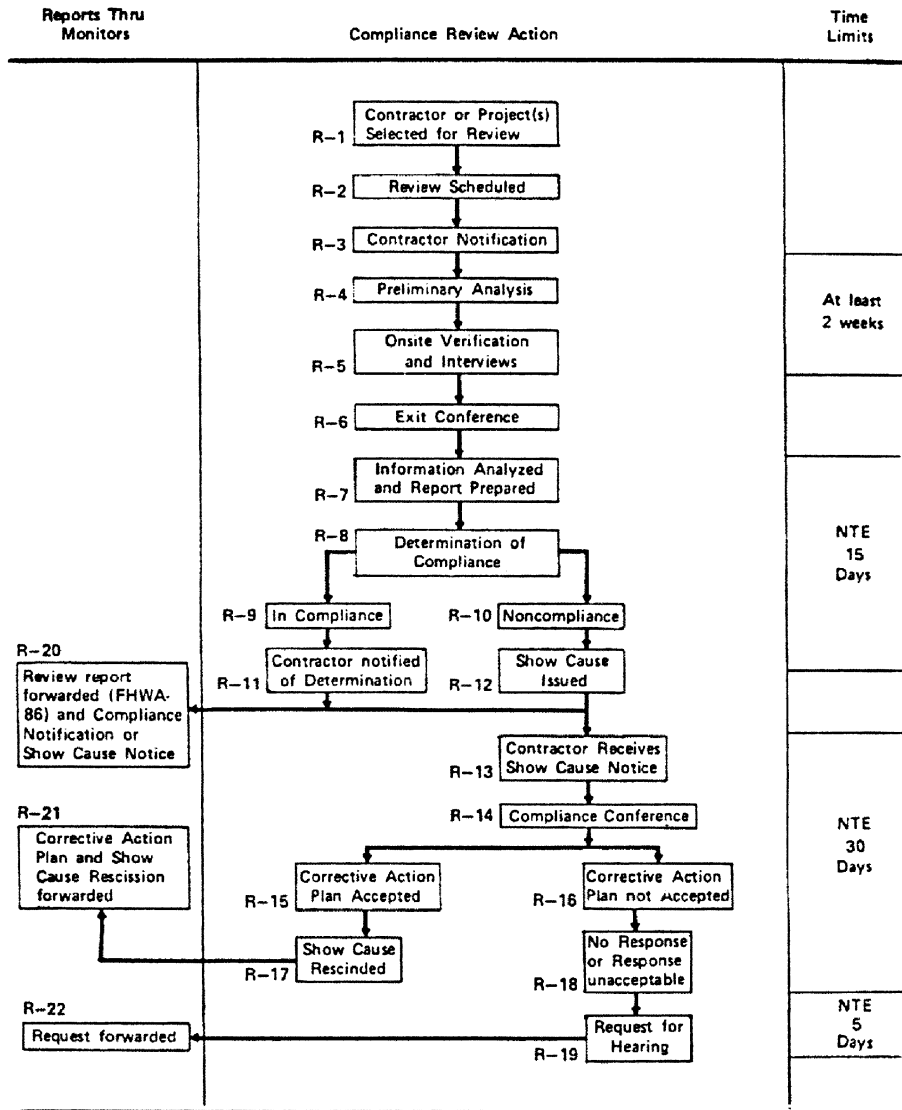 Reports Thru
Monitors
Compliance Review Action
Time
Limits
R-1
Contractor or Project(s)
Selected for Review
R-2
Review Scheduled
R-3
Contractor Notification
R-4
Preliminary Analysis
At least
2 weeks
R-5
Onsite Verification
and Interviews
R-6
Exit Conference
R-7
Information Analyzed
and Report Prepared
R-8
Determination of
Compliance
NTE
15
Days
R-9
In Compliance
R-10
Noncompliance
R-11
Contractor notified
of Determination
R-12
Show Cause
Issued
R-20
Review report
forwarded (FHWA-
86) and Compliance
Notification or
Show Cause Notice
R-13
Contractor Receives
Show Cause Notice
R-14
Compliance Conference
NTE
30
Days
R-21
Corrective Action
Plan and Show
Cause Rescission
forwarded
R-15
Corrective Action
Plan Accepted
R-16
Corrective Action
Plan not Accepted
R-17
Show Cause
Rescinded
R-18
No Response
or Response
unacceptable
R-22
Request forwarded
R-19
Request for
Hearing
NTE
5
Days